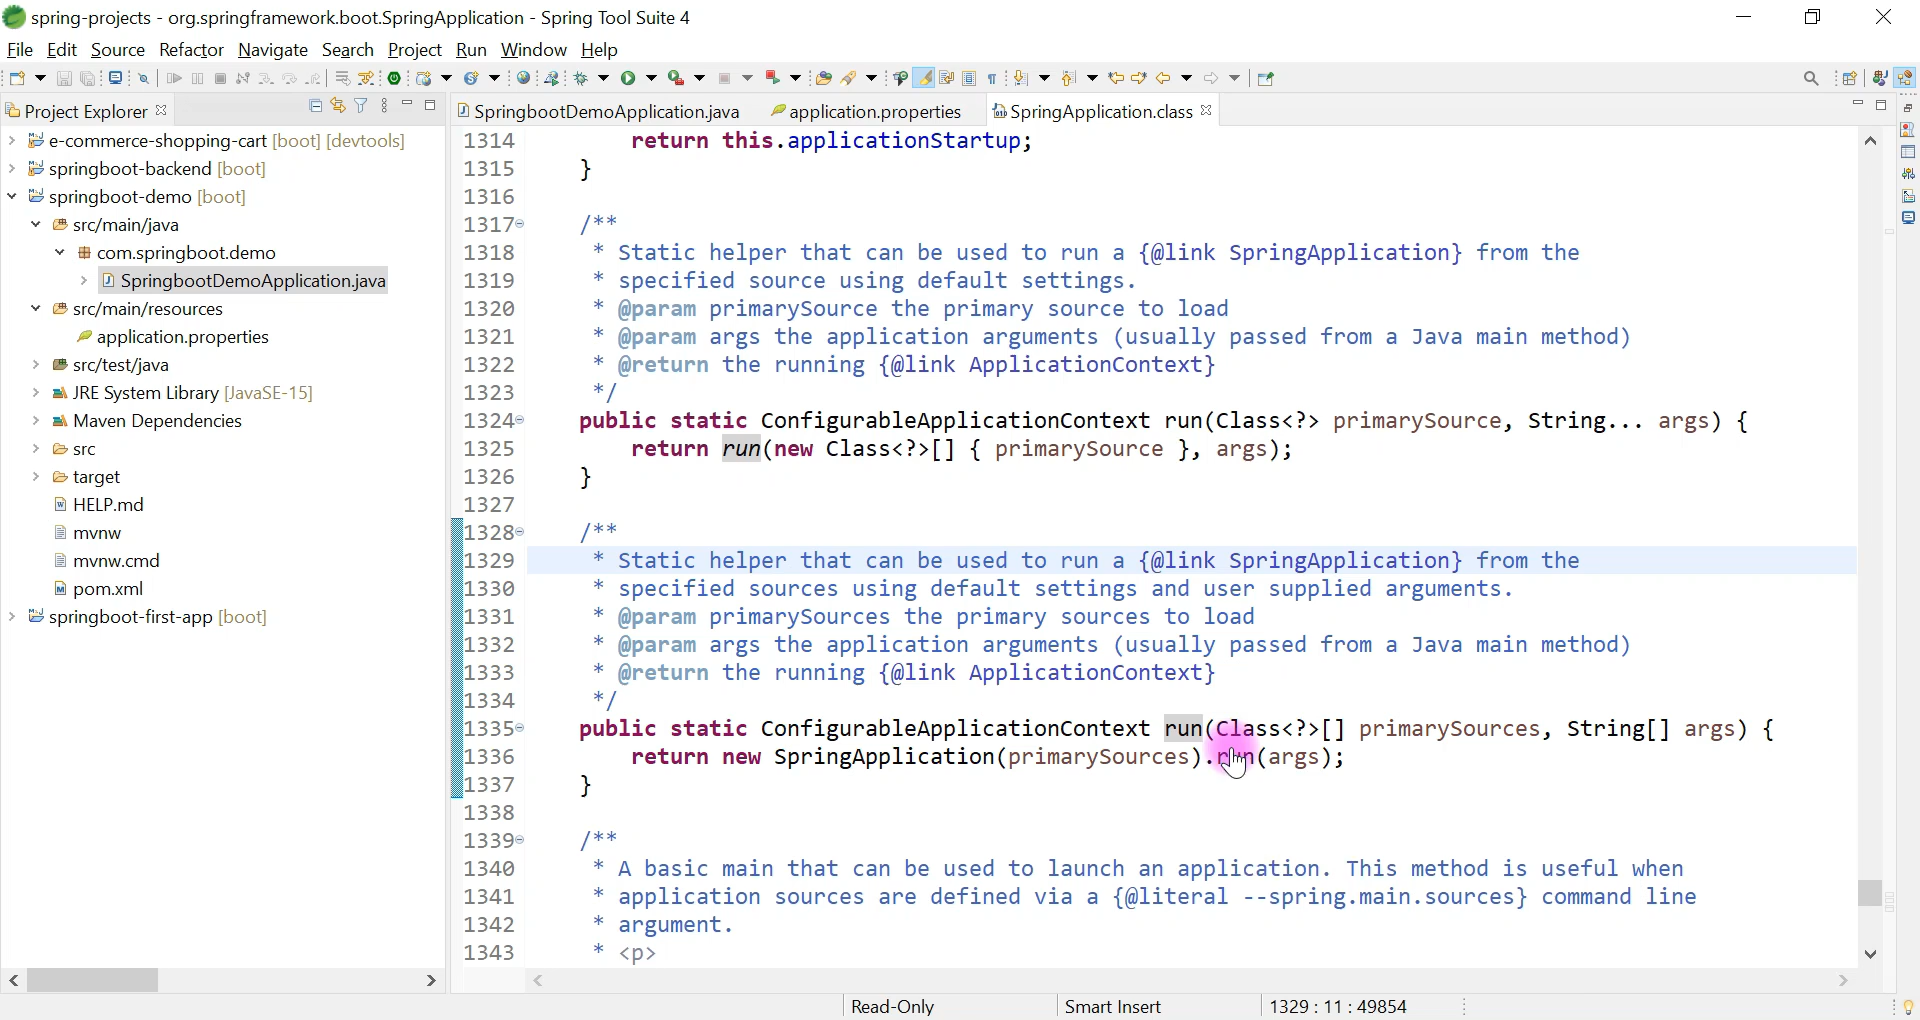 spring-projects - org.springframework.boot.SpringApplication - Spring Tool Suite 4
File Edit Source Refactor Navigate Search Project Run Window Help
Project Explorer
SpringbootDemoApplication.java application.properties SpringApplication.class
e-commerce-shopping-cart [boot] [devtools]
springboot-backend [boot]
springboot-demo [boot]
src/main/java
com.springboot.demo
SpringbootDemoApplication.java
src/main/resources
application.properties
src/test/java
JRE System Library [JavaSE-15]
Maven Dependencies
src
target
HELP.md
mvnw
mvnw.cmd
pom.xml
springboot-first-app [boot]
1314 return this.applicationStartup;
1315 }
1316
1317 /**
1318 * Static helper that can be used to run a {@link SpringApplication} from the
1319 * specified source using default settings.
1320 * @param primarySource the primary source to load
1321 * @param args the application arguments (usually passed from a Java main method)
1322 * @return the running {@link ApplicationContext}
1323 */
1324 public static ConfigurableApplicationContext run(Class<?> primarySource, String... args) {
1325 return run(new Class<?>[] { primarySource }, args);
1326 }
1327
1328 /**
1329 * Static helper that can be used to run a {@link SpringApplication} from the
1330 * specified sources using default settings and user supplied arguments.
1331 * @param primarySources the primary sources to load
1332 * @param args the application arguments (usually passed from a Java main method)
1333 * @return the running {@link ApplicationContext}
1334 */
1335 public static ConfigurableApplicationContext run(Class<?>[] primarySources, String[] args) {
1336 return new SpringApplication(primarySources).run(args);
1337 }
1338
1339 /**
1340 * A basic main that can be used to launch an application. This method is useful when
1341 * application sources are defined via a {@literal --spring.main.sources} command line
1342 * argument.
1343 * <p>
Read-Only Smart Insert 1329 : 11 : 49854